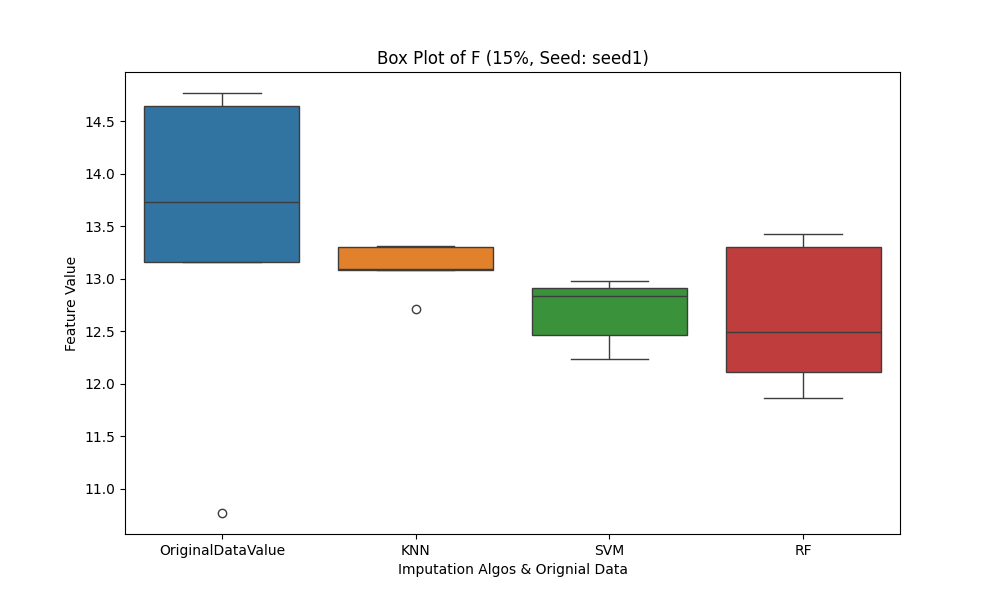 Box Plot of F (15%, Seed: seed1)
Feature Value
14.5
14.0
13.5
13.0
12.5
12.0
11.5
11.0
OriginalDataValue KNN SVM RF
Imputation Algos & Orignial Data